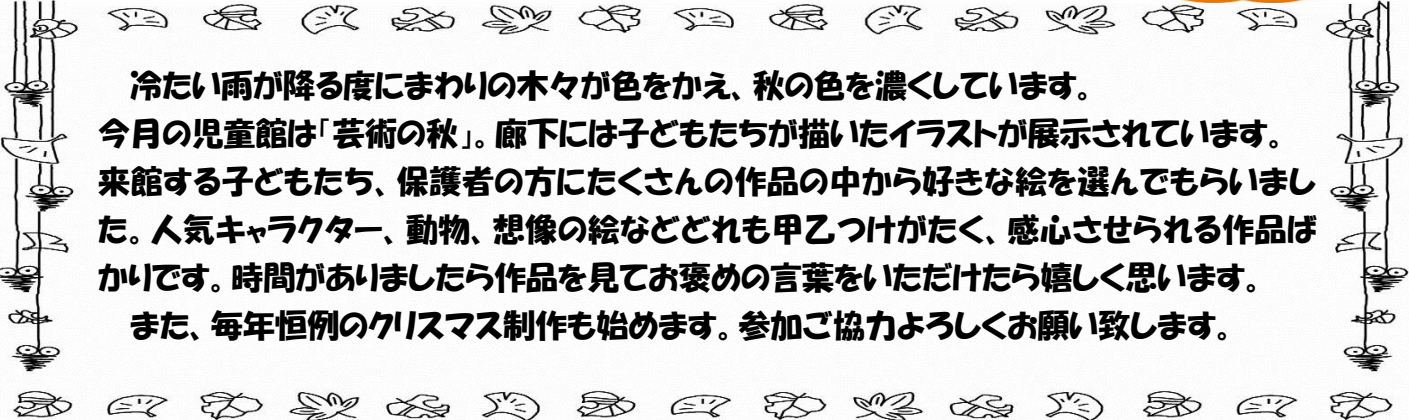 冷たい雨が降る度にまわりの木々が色をかえ、秋の色を濃くしています。
今月の児童館は「芸術の秋」。廊下には子どもたちが描いたイラストが展示されています。
来館する子どもたち、保護者の方にたくさんの作品の中から好きな絵を選んでもらいまし
た。人気キャラクター、動物、想像の絵などどれも甲乙つけがたく、感心させられる作品ば
かりです。時間がありましたら作品を見てお褒めの言葉をいただけたら嬉しく思います。
また、毎年恒例のクリスマス制作も始めます。参加ご協力よろしくお願い致します。